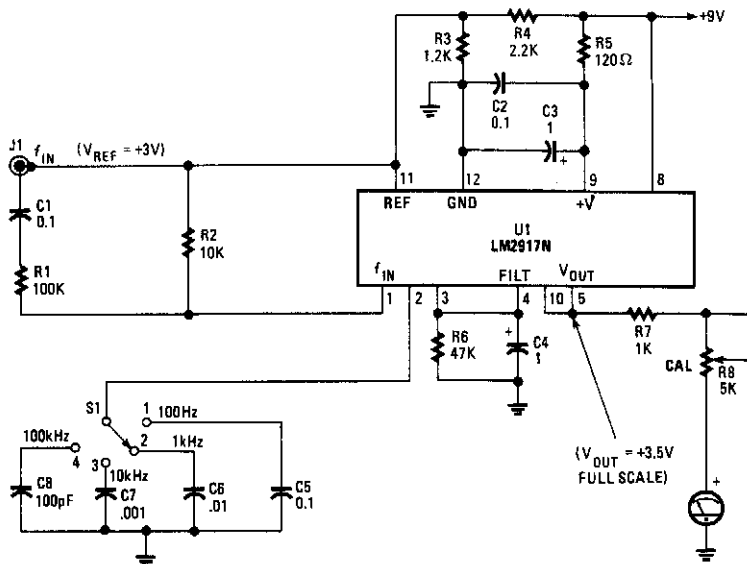 +9V
R3
1.2K
R4
2.2K
R5
120Ω
C2
0.1
C3
1
+
J1
fIN
(VREF = +3V)
C1
0.1
R1
100K
R2
10K
11
12
9
8
REF
GND
+V
U1
LM2917N
fIN
FILT
VOUT
1
2
3
4
10
5
R6
47K
+
C4
1
R7
1K
CAL
R8
5K
(VOUT = +3.5V
FULL SCALE)
+
S1
1
100Hz
2
1kHz
100kHz
4
3
10kHz
C8
100pF
C7
.001
C6
.01
C5
0.1